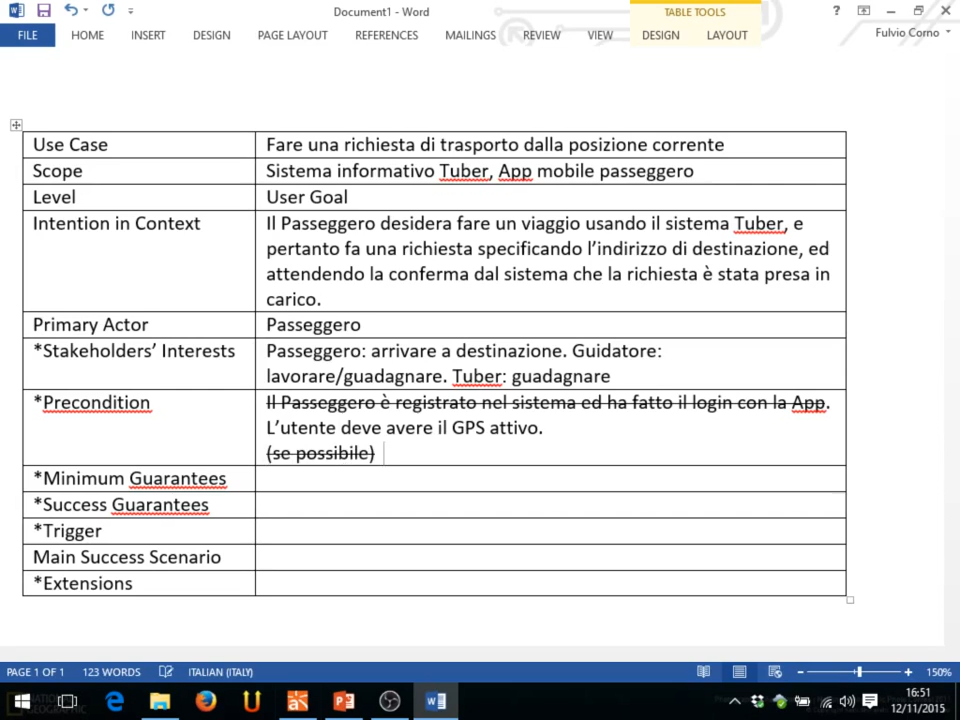 Document1 - Word
TABLE TOOLS
?
FILE HOME INSERT DESIGN PAGE LAYOUT REFERENCES MAILINGS REVIEW VIEW DESIGN LAYOUT
Fulvio Corno
Use Case Fare una richiesta di trasporto dalla posizione corrente
Scope Sistema informativo Tuber, App mobile passeggero
Level User Goal
Intention in Context Il Passeggero desidera fare un viaggio usando il sistema Tuber, e
pertanto fa una richiesta specificando l’indirizzo di destinazione, ed
attendendo la conferma dal sistema che la richiesta è stata presa in
carico.
Primary Actor Passeggero
*Stakeholders’ Interests Passeggero: arrivare a destinazione. Guidatore:
lavorare/guadagnare. Tuber: guadagnare
*Precondition Il Passeggero è registrato nel sistema ed ha fatto il login con la App.
L’utente deve avere il GPS attivo.
(se possibile)
*Minimum Guarantees
*Success Guarantees
*Trigger
Main Success Scenario
*Extensions
PAGE 1 OF 1 123 WORDS ITALIAN (ITALY) 150%
16:51
12/11/2015